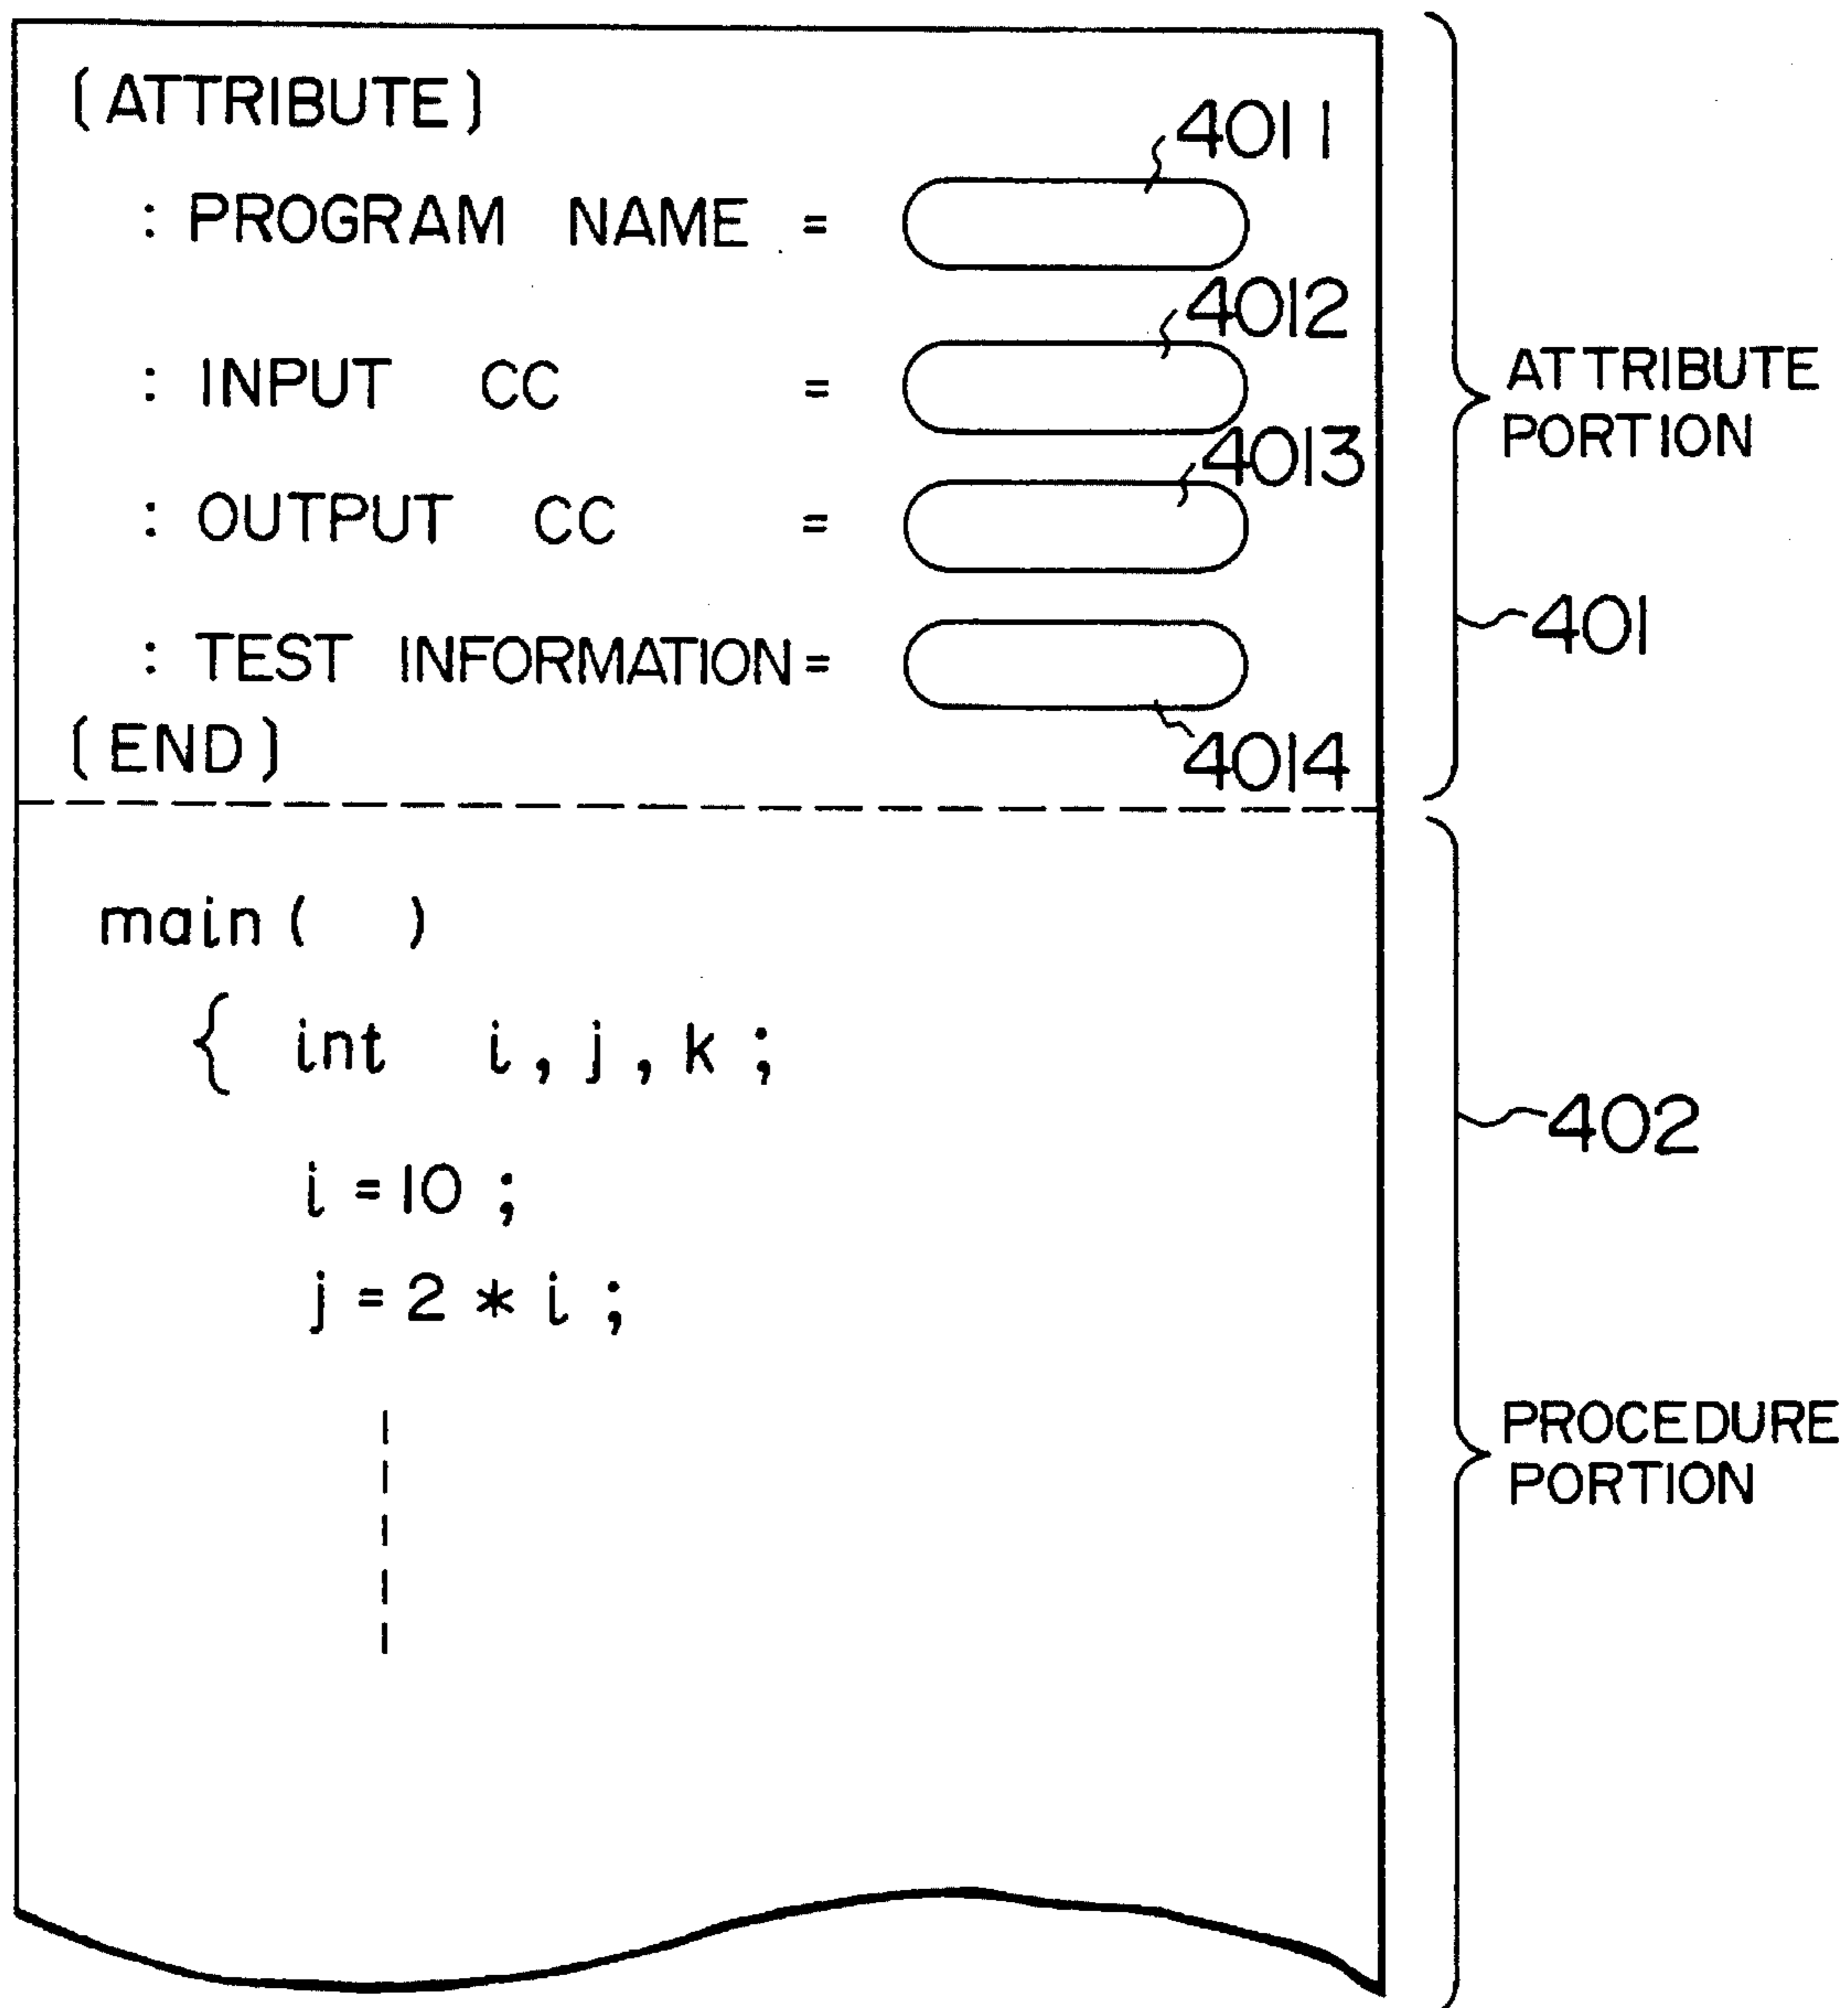 (ATTRIBUTE)
4011
: PROGRAM NAME =
4012
: INPUT CC =
4013
: OUTPUT CC =
: TEST INFORMATION=
4014
(END)
ATTRIBUTE
PORTION
401
main( )
{ int i, j, k;
i=10;
j=2*i;
402
PROCEDURE
PORTION